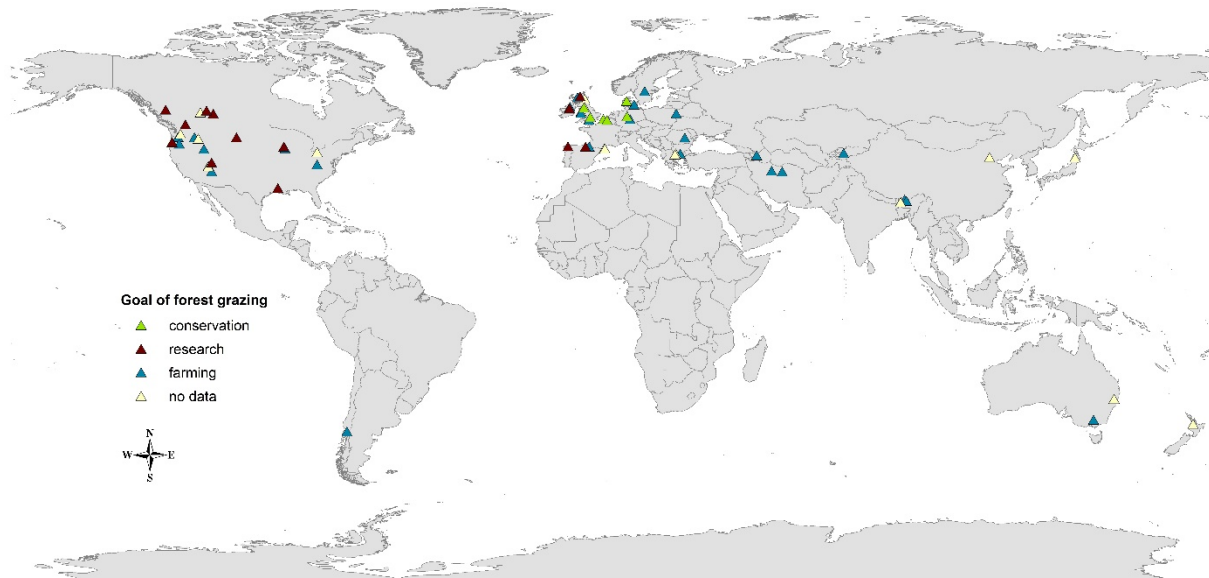 Goal of forest grazing
conservation
research
farming
no data
N
W E
S